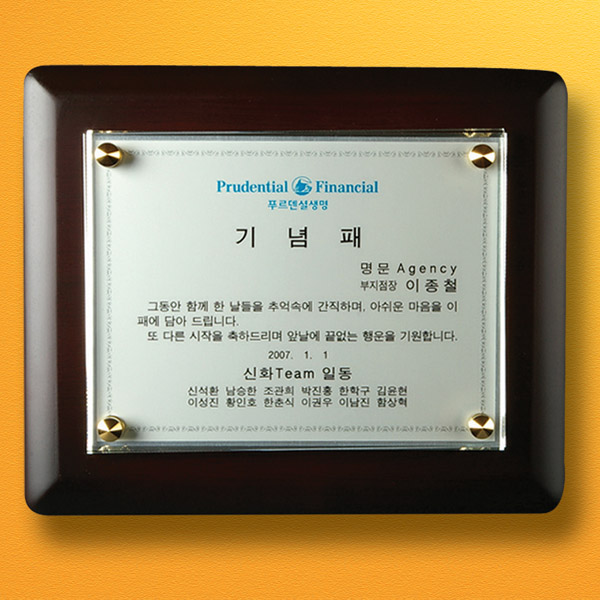 Prudential Financial
푸르덴셜생명
기 념 패
명문 Agency
부지점장 이종철
그동안 함께 한 날들을 추억속에 간직하며, 아쉬운 마음을 이
패에 담아 드립니다.
또 다른 시작을 축하드리며 앞날에 끝없는 행운을 기원합니다.
2007. 1. 1
신화Team 일동
신석환 남승한 조관희 박진홍 한학구 김윤현
이성진 황인호 한춘식 이권우 이남진 함상혁